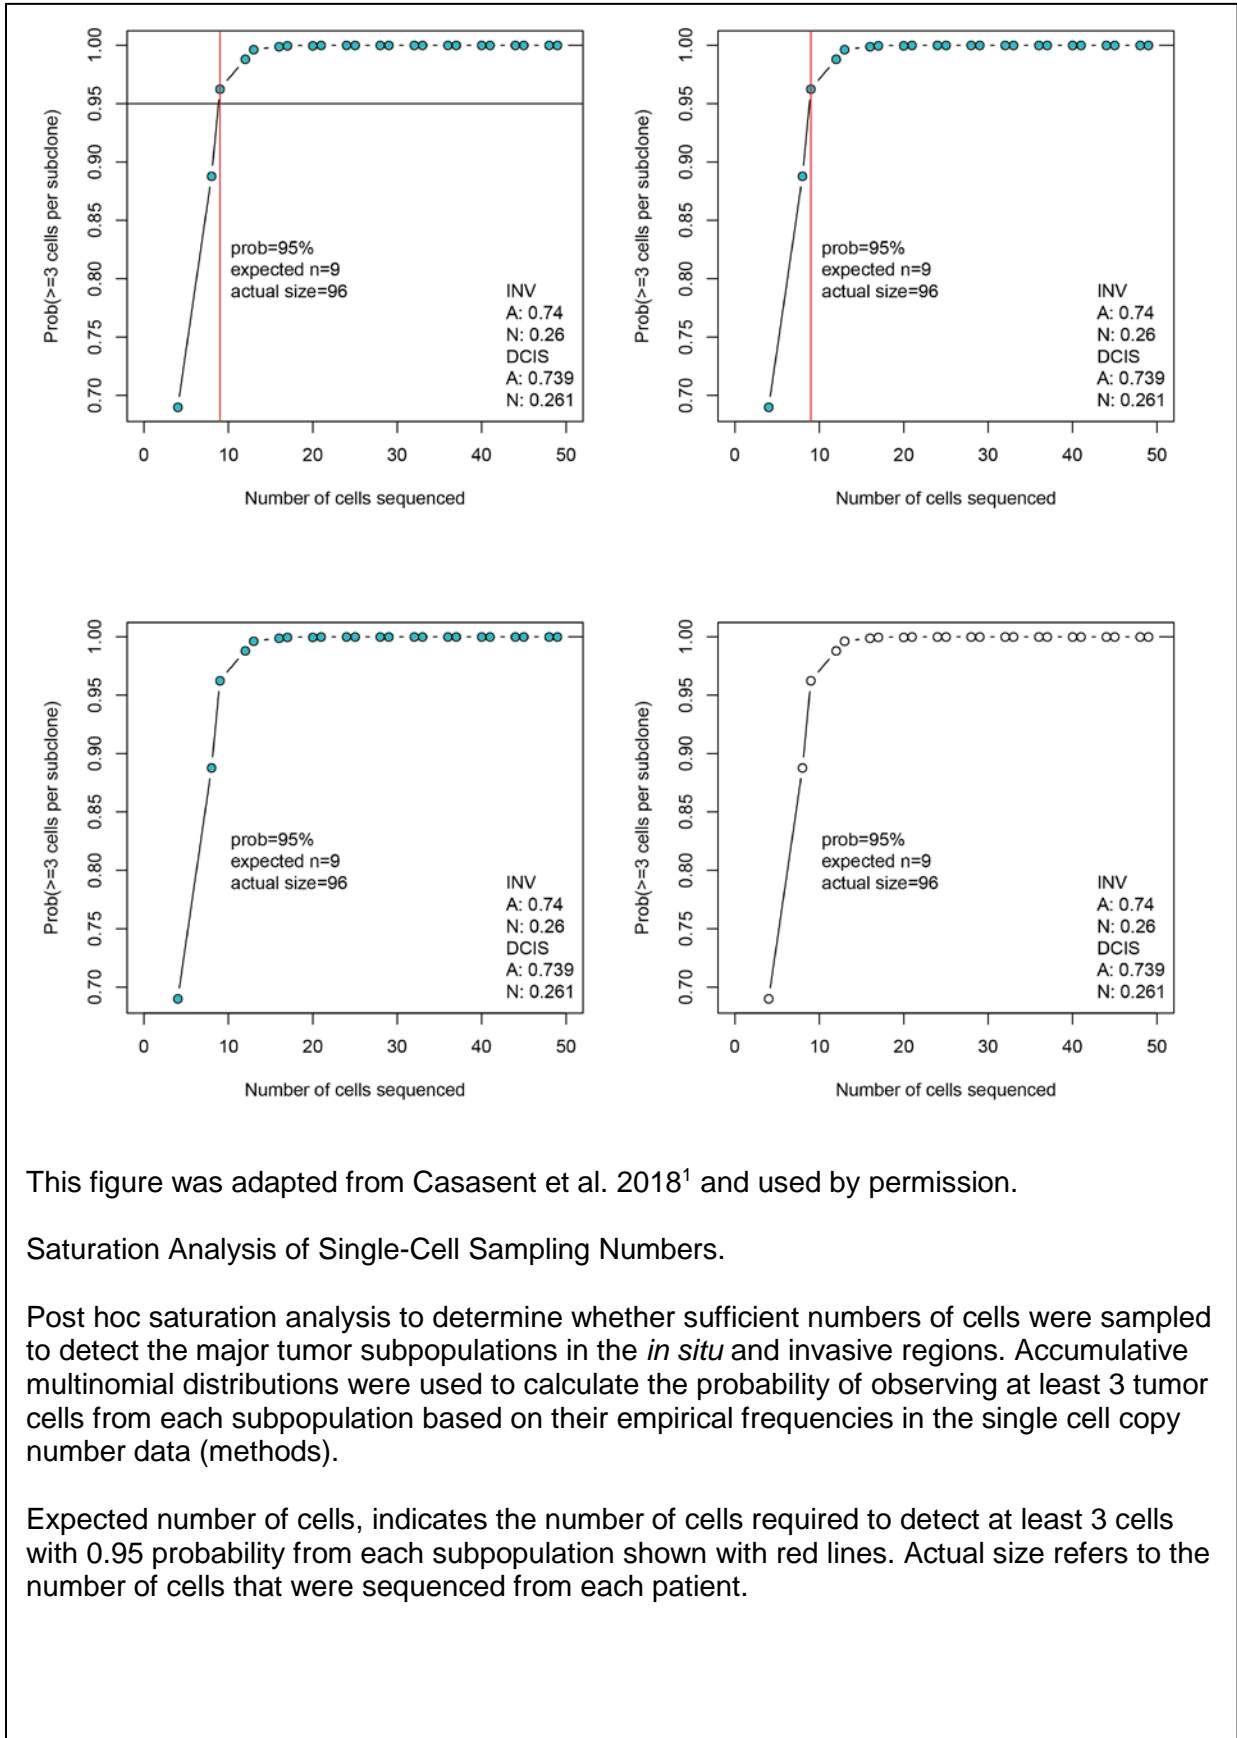 1.00
0.95
0.90
0.85
0.80
0.75
0.70
Prob(>=3 cells per subclone)
prob=95%
expected n=9
actual size=96
INV
A: 0.74
N: 0.26
DCIS
A: 0.739
N: 0.261
0 10 20 30 40 50
Number of cells sequenced
1.00
0.95
0.90
0.85
0.80
0.75
0.70
Prob(>=3 cells per subclone)
prob=95%
expected n=9
actual size=96
INV
A: 0.74
N: 0.26
DCIS
A: 0.739
N: 0.261
0 10 20 30 40 50
Number of cells sequenced
1.00
0.95
0.90
0.85
0.80
0.75
0.70
Prob(>=3 cells per subclone)
prob=95%
expected n=9
actual size=96
INV
A: 0.74
N: 0.26
DCIS
A: 0.739
N: 0.261
0 10 20 30 40 50
Number of cells sequenced
1.00
0.95
0.90
0.85
0.80
0.75
0.70
Prob(>=3 cells per subclone)
prob=95%
expected n=9
actual size=96
INV
A: 0.74
N: 0.26
DCIS
A: 0.739
N: 0.261
0 10 20 30 40 50
Number of cells sequenced
This figure was adapted from Casasent et al. 2018¹ and used by permission.
Saturation Analysis of Single-Cell Sampling Numbers.
Post hoc saturation analysis to determine whether sufficient numbers of cells were sampled
to detect the major tumor subpopulations in the in situ and invasive regions. Accumulative
multinomial distributions were used to calculate the probability of observing at least 3 tumor
cells from each subpopulation based on their empirical frequencies in the single cell copy
number data (methods).
Expected number of cells, indicates the number of cells required to detect at least 3 cells
with 0.95 probability from each subpopulation shown with red lines. Actual size refers to the
number of cells that were sequenced from each patient.